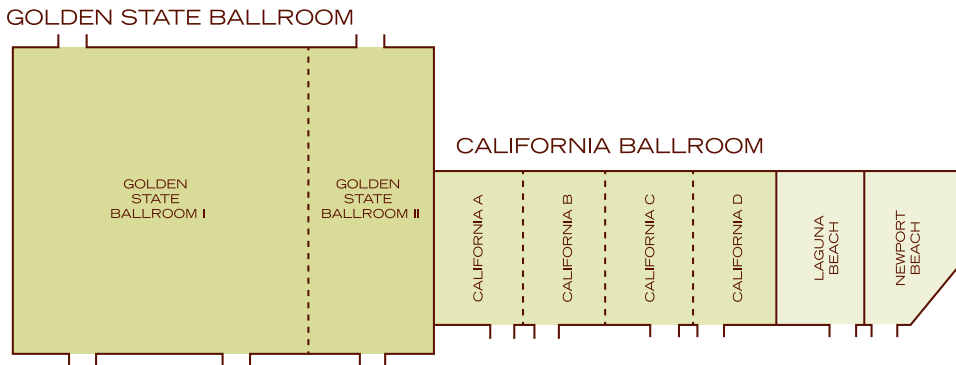 GOLDEN STATE BALLROOM
CALIFORNIA BALLROOM
GOLDEN
STATE
BALLROOM I
GOLDEN
STATE
BALLROOM II
CALIFORNIA A
CALIFORNIA B
CALIFORNIA C
CALIFORNIA D
LAGUNA
BEACH
NEWPORT
BEACH